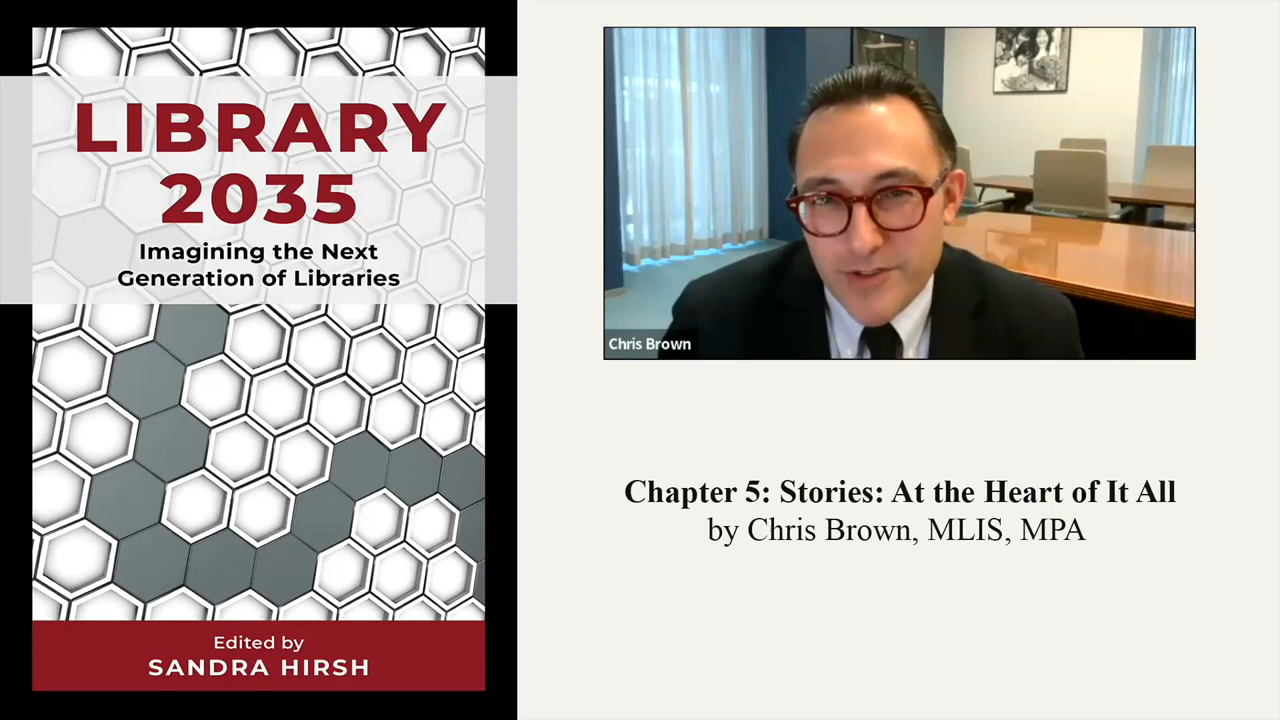 LIBRARY
2035
Imagining the Next
Generation of Libraries
Edited by
SANDRA HIRSH
Chris Brown
Chapter 5: Stories: At the Heart of It All
by Chris Brown, MLIS, MPA